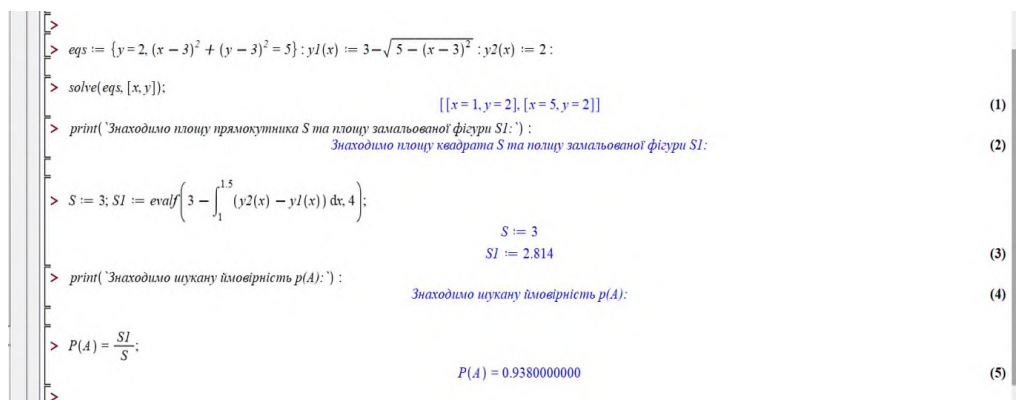 >
> eqs := {y = 2, (x − 3)² + (y − 3)² = 5} : y1(x) := 3−√(5 − (x − 3)²) : y2(x) := 2 :
> solve(eqs, [x, y]);
[[x = 1, y = 2], [x = 5, y = 2]] (1)
> print(`Знаходимо площу прямокутника S та площу замальованої фігури S1:`) :
Знаходимо площу квадрата S та полщу замальованої фігури S1: (2)
> S := 3; S1 := evalf(3 − ∫₁^1.5 (y2(x) − y1(x)) dx, 4);
S := 3
S1 := 2.814 (3)
> print(`Знаходимо шукану ймовірність p(A):`) :
Знаходимо шукану ймовірність p(A): (4)
> P(A) = S1/S;
P(A) = 0.9380000000 (5)
>